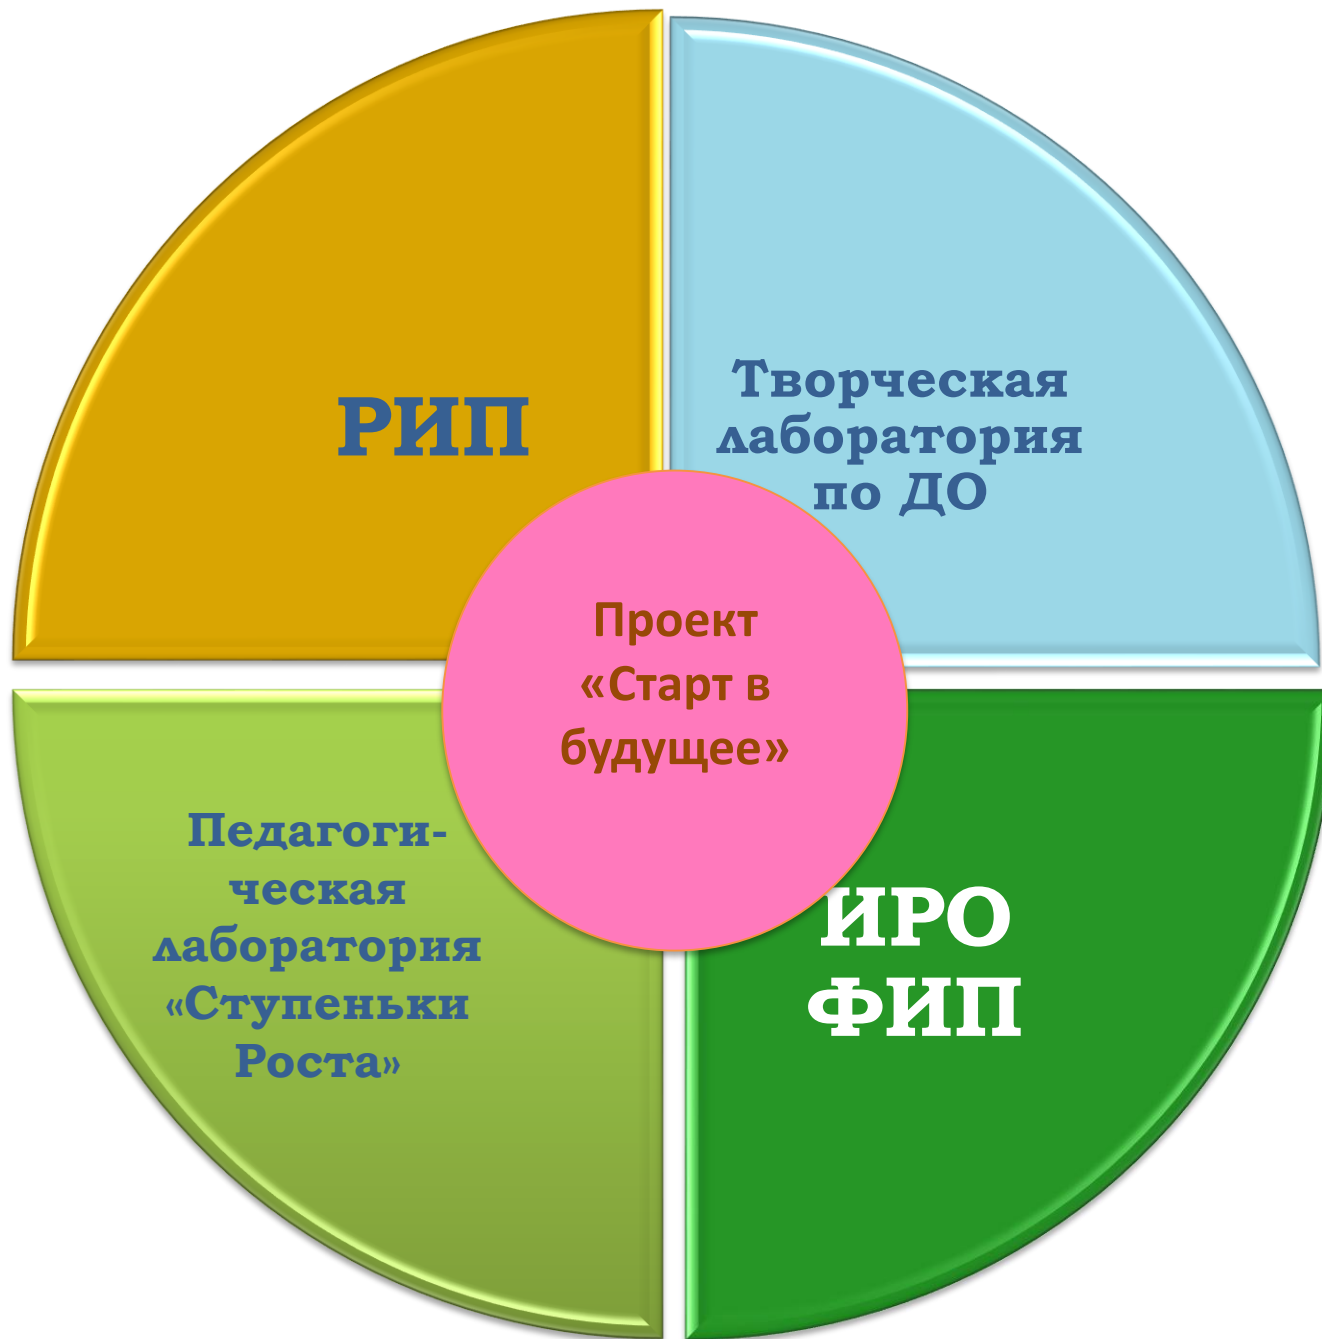 РИП
Творческая
лаборатория
по ДО
Проект
«Старт в
будущее»
Педагоги-
ческая
лаборатория
«Ступеньки
Роста»
ИРО
ФИП